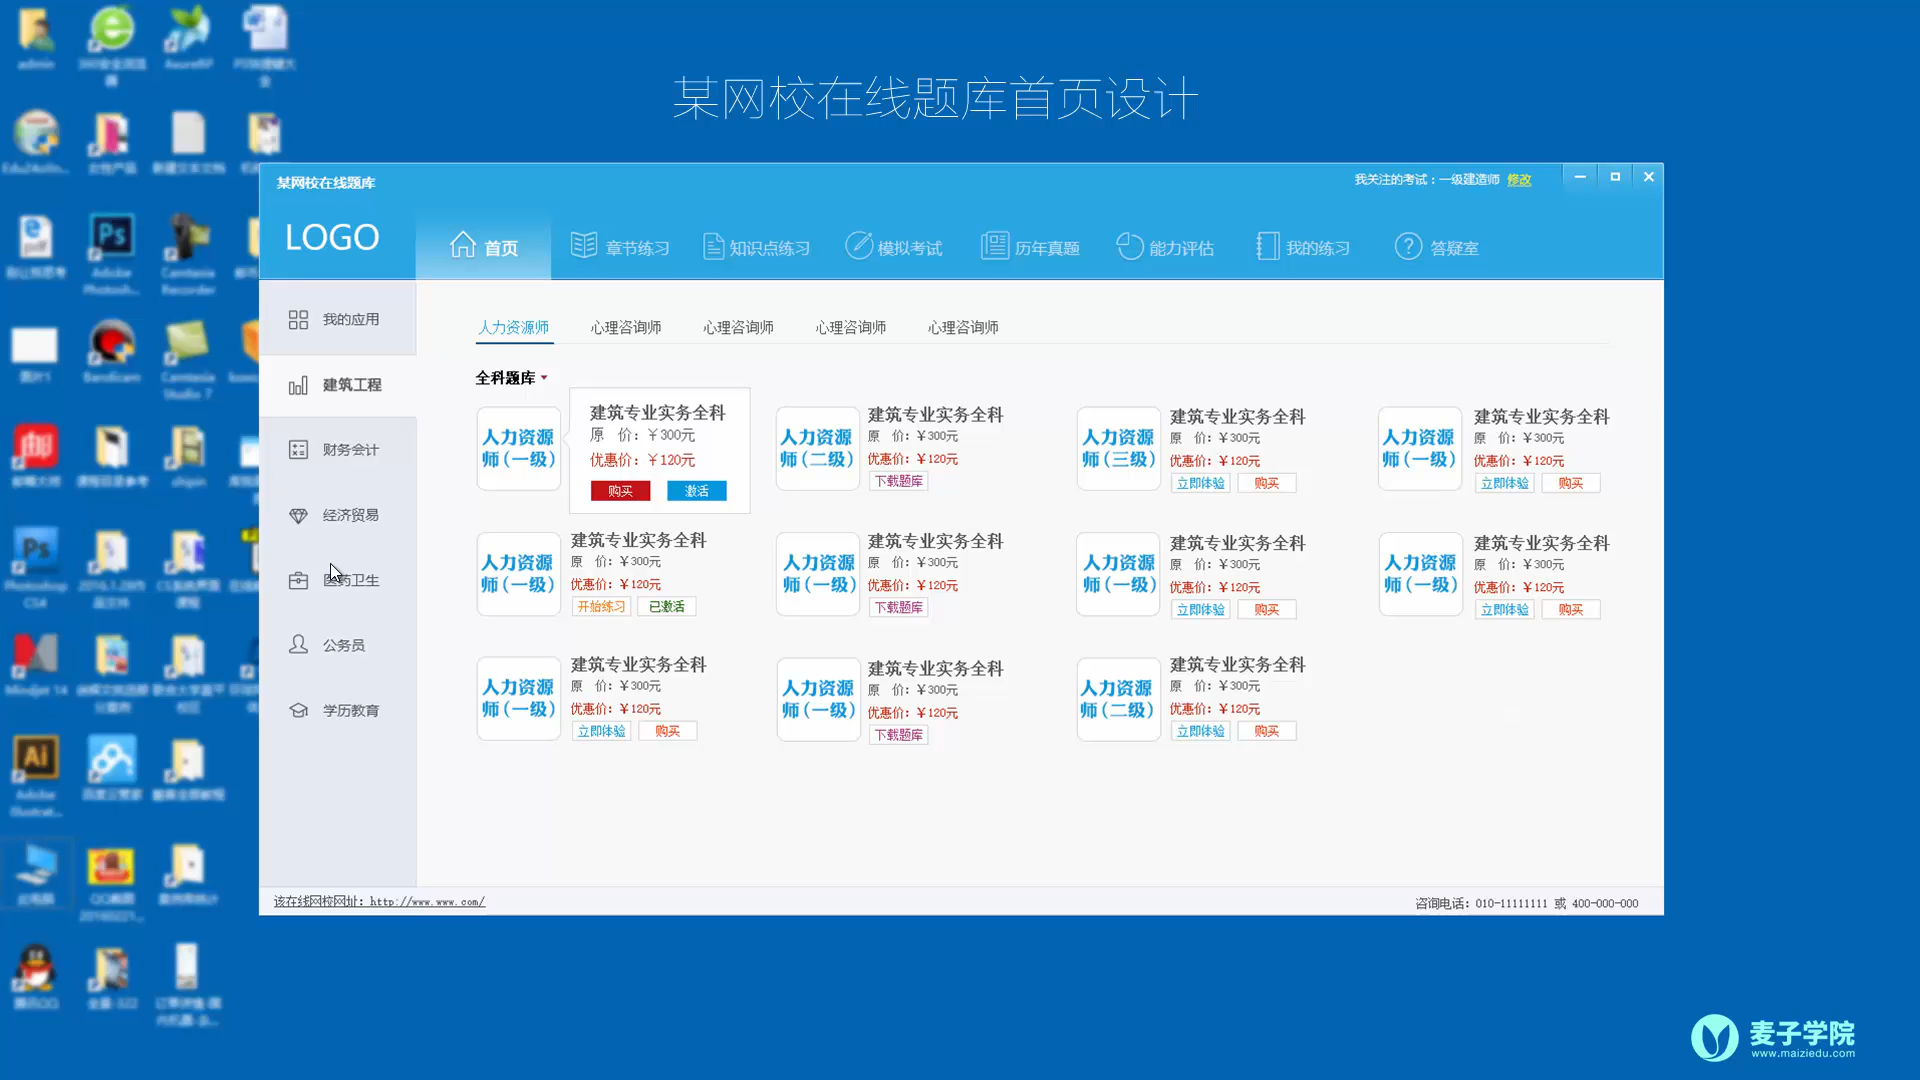 某网校在线题库首页设计
某网校在线题库
我关注的考试：一级建造师 修改
LOGO
首页
章节练习
知识点练习
模拟考试
历年真题
能力评估
我的练习
答疑室
我的应用
建筑工程
财务会计
经济贸易
医药卫生
公务员
学历教育
人力资源师
心理咨询师
心理咨询师
心理咨询师
心理咨询师
全科题库
人力资源
师(一级)
建筑专业实务全科
原 价：￥300元
优惠价：￥120元
购买 激活
人力资源
师(二级)
建筑专业实务全科
原 价：￥300元
优惠价：￥120元
下载题库
人力资源
师(三级)
建筑专业实务全科
原 价：￥300元
优惠价：￥120元
立即体验 购买
人力资源
师(一级)
建筑专业实务全科
原 价：￥300元
优惠价：￥120元
立即体验 购买
人力资源
师(一级)
建筑专业实务全科
原 价：￥300元
优惠价：￥120元
开始练习 已激活
人力资源
师(一级)
建筑专业实务全科
原 价：￥300元
优惠价：￥120元
下载题库
人力资源
师(一级)
建筑专业实务全科
原 价：￥300元
优惠价：￥120元
立即体验 购买
人力资源
师(一级)
建筑专业实务全科
原 价：￥300元
优惠价：￥120元
立即体验 购买
人力资源
师(一级)
建筑专业实务全科
原 价：￥300元
优惠价：￥120元
立即体验 购买
人力资源
师(一级)
建筑专业实务全科
原 价：￥300元
优惠价：￥120元
下载题库
人力资源
师(二级)
建筑专业实务全科
原 价：￥300元
优惠价：￥120元
立即体验 购买
该在线网校网址：http://www.www.com/
咨询电话：010-11111111 或 400-000-000
麦子学院
www.maiziedu.com